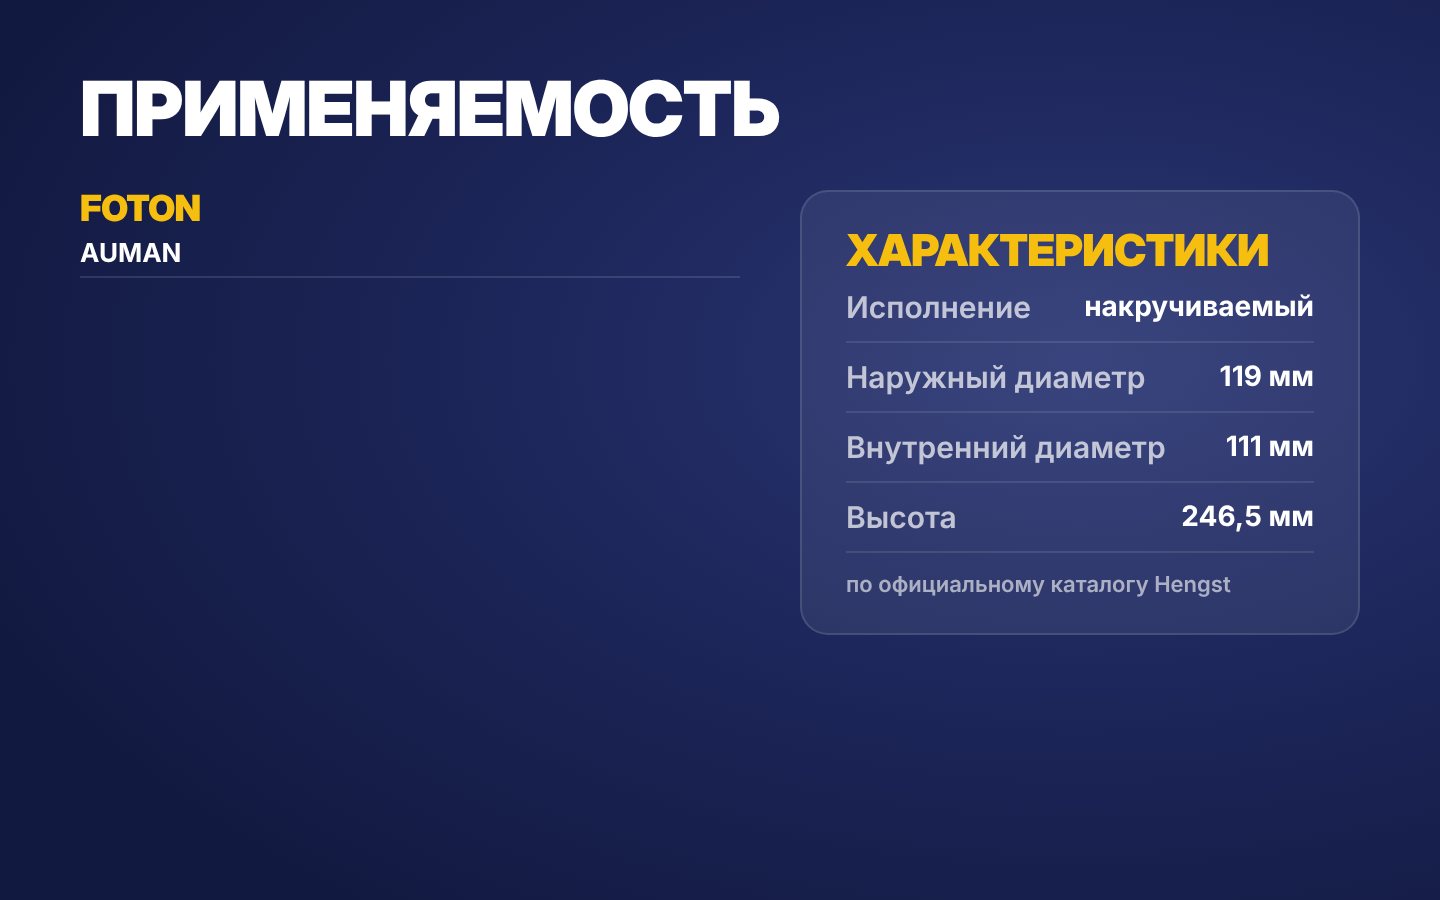 ПРИМЕНЯЕМОСТЬ
FOTON
AUMAN
ХАРАКТЕРИСТИКИ
Исполнение накручиваемый
Наружный диаметр 119 мм
Внутренний диаметр 111 мм
Высота 246,5 мм
по официальному каталогу Hengst